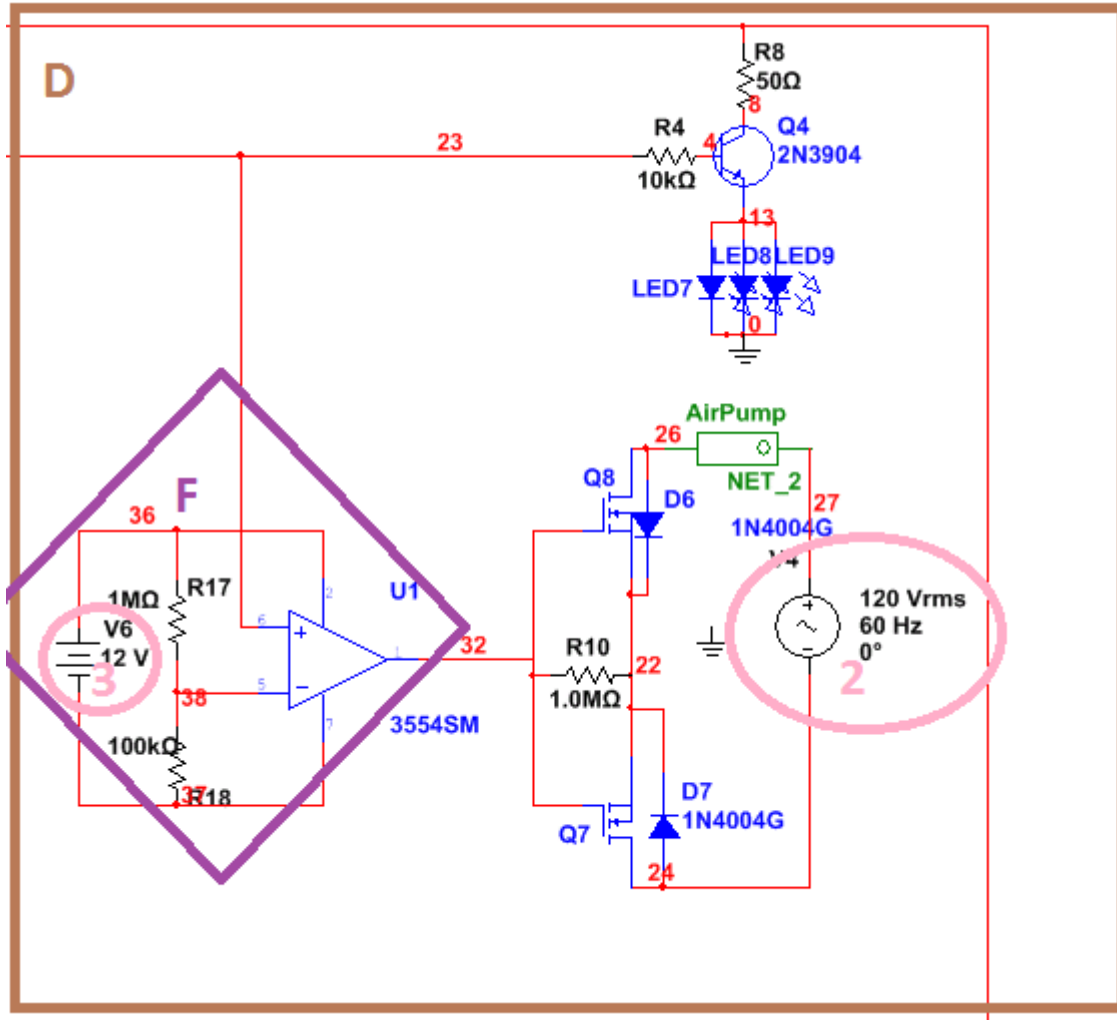 D
R8
50Ω
8
23
R4
4
Q4
2N3904
10kΩ
13
LED8
LED9
LED7
0
AirPump
26
Q8
NET_2
D6
27
1N4004G
V4
F
36
R17
U1
2
1MΩ
V6
12 V
3
6
120 Vrms
60 Hz
0°
2
32
1
R10
22
1.0MΩ
5
38
7
3554SM
100kΩ
37
R18
D7
1N4004G
Q7
24